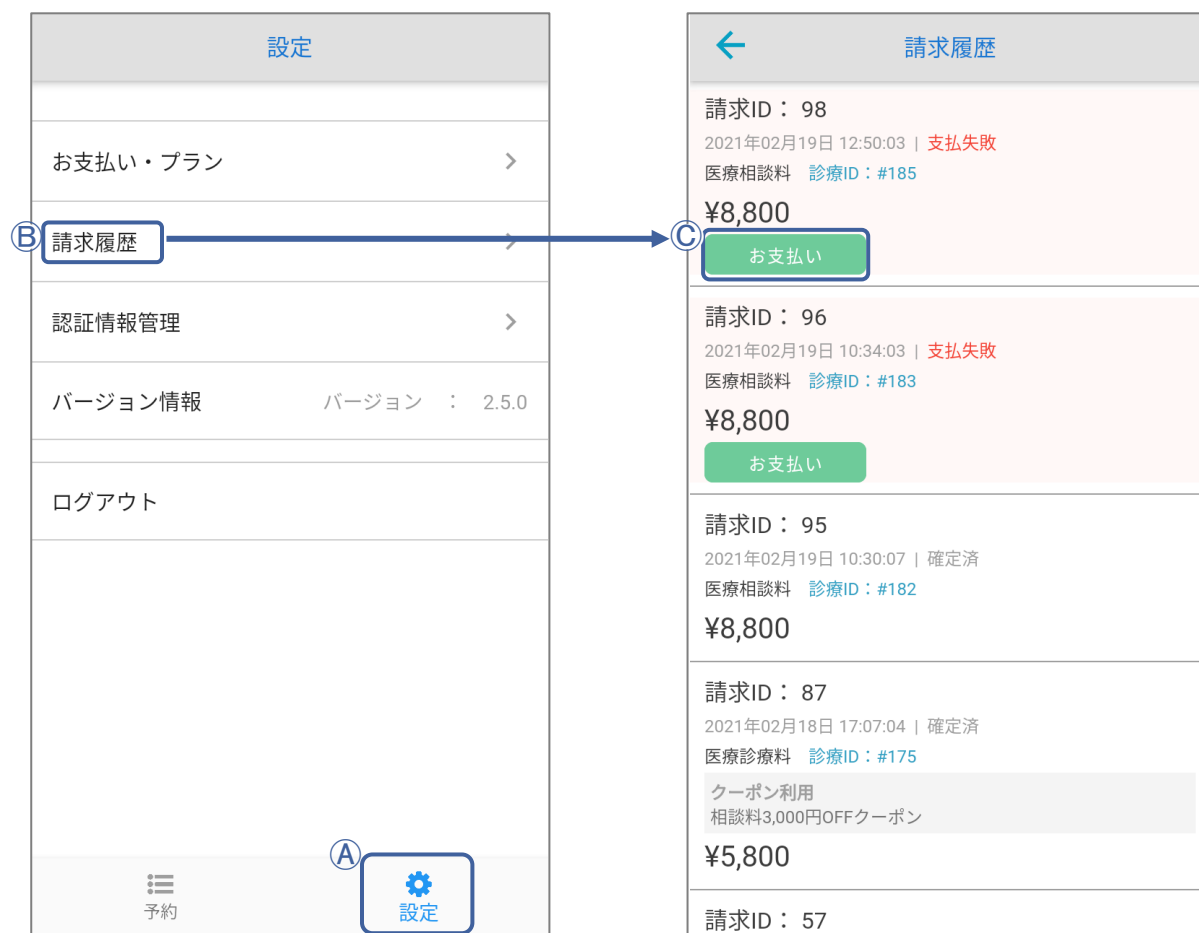 設定
お支払い・プラン
Ⓑ
請求履歴
認証情報管理
バージョン情報 バージョン : 2.5.0
ログアウト
Ⓐ
予約
設定
請求履歴
請求ID： 98
2021年02月19日 12:50:03 | 支払失敗
医療相談料 診療ID：#185
¥8,800
Ⓒ
お支払い
請求ID： 96
2021年02月19日 10:34:03 | 支払失敗
医療相談料 診療ID：#183
¥8,800
お支払い
請求ID： 95
2021年02月19日 10:30:07 | 確定済
医療相談料 診療ID：#182
¥8,800
請求ID： 87
2021年02月18日 17:07:04 | 確定済
医療診療料 診療ID：#175
クーポン利用
相談料3,000円OFFクーポン
¥5,800
請求ID： 57